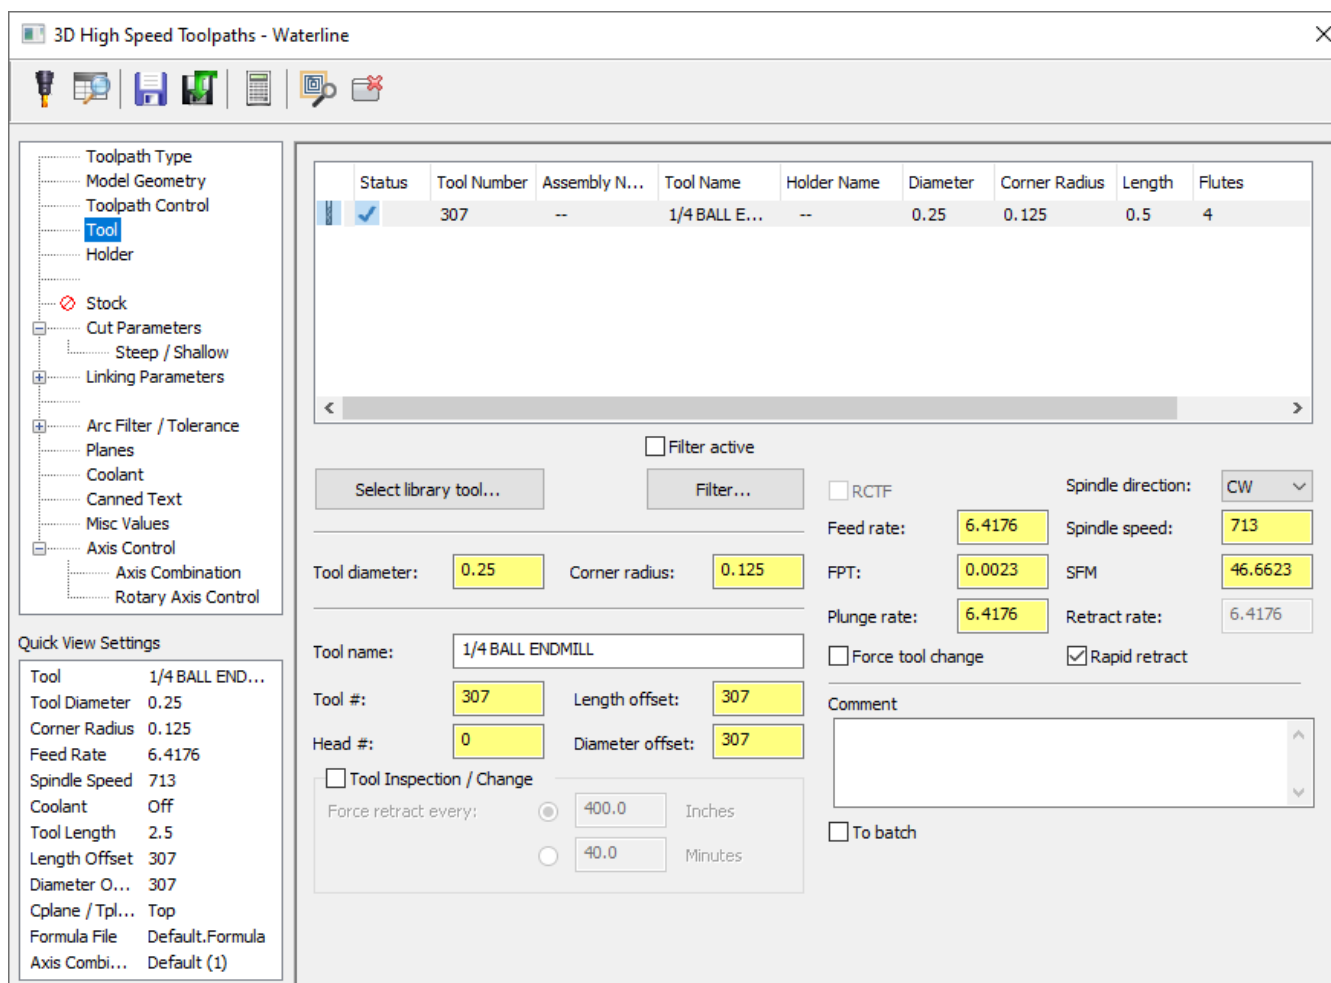 3D High Speed Toolpaths - Waterline
Toolpath Type
Model Geometry
Toolpath Control
Tool
Holder
Stock
Cut Parameters
Steep / Shallow
Linking Parameters
Arc Filter / Tolerance
Planes
Coolant
Canned Text
Misc Values
Axis Control
Axis Combination
Rotary Axis Control
Quick View Settings
Tool 1/4 BALL END...
Tool Diameter 0.25
Corner Radius 0.125
Feed Rate 6.4176
Spindle Speed 713
Coolant Off
Tool Length 2.5
Length Offset 307
Diameter O... 307
Cplane / Tpl... Top
Formula File Default.Formula
Axis Combi... Default (1)
Status Tool Number Assembly N... Tool Name Holder Name Diameter Corner Radius Length Flutes
307 -- 1/4 BALL E... -- 0.25 0.125 0.5 4
Filter active
Select library tool... Filter...
Tool diameter: 0.25 Corner radius: 0.125
Tool name: 1/4 BALL ENDMILL
Tool #: 307 Length offset: 307
Head #: 0 Diameter offset: 307
Tool Inspection / Change
Force retract every: 400.0 Inches
40.0 Minutes
RCTF Spindle direction: CW
Feed rate: 6.4176 Spindle speed: 713
FPT: 0.0023 SFM 46.6623
Plunge rate: 6.4176 Retract rate: 6.4176
Force tool change Rapid retract
Comment
To batch